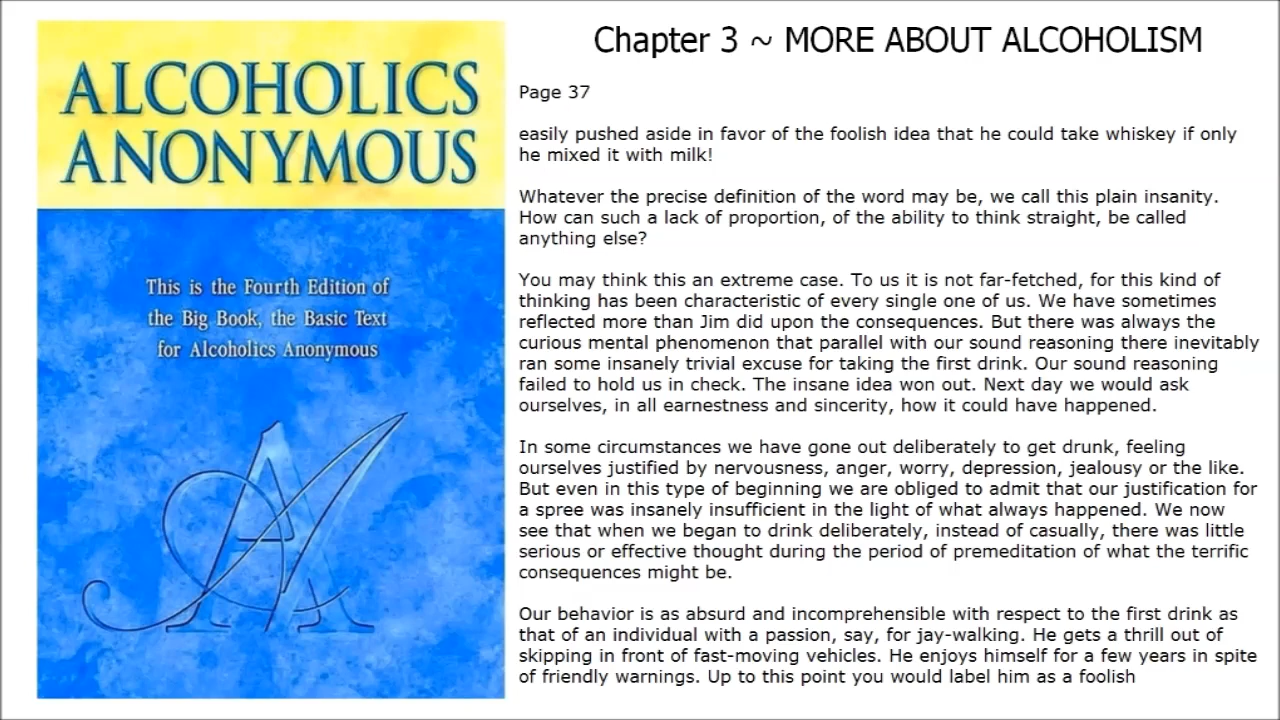 ALCOHOLICS
ANONYMOUS
This is the Fourth Edition of
the Big Book, the Basic Text
for Alcoholics Anonymous
AA
Chapter 3 ~ MORE ABOUT ALCOHOLISM
Page 37
easily pushed aside in favor of the foolish idea that he could take whiskey if only
he mixed it with milk!
Whatever the precise definition of the word may be, we call this plain insanity.
How can such a lack of proportion, of the ability to think straight, be called
anything else?
You may think this an extreme case. To us it is not far-fetched, for this kind of
thinking has been characteristic of every single one of us. We have sometimes
reflected more than Jim did upon the consequences. But there was always the
curious mental phenomenon that parallel with our sound reasoning there inevitably
ran some insanely trivial excuse for taking the first drink. Our sound reasoning
failed to hold us in check. The insane idea won out. Next day we would ask
ourselves, in all earnestness and sincerity, how it could have happened.
In some circumstances we have gone out deliberately to get drunk, feeling
ourselves justified by nervousness, anger, worry, depression, jealousy or the like.
But even in this type of beginning we are obliged to admit that our justification for
a spree was insanely insufficient in the light of what always happened. We now
see that when we began to drink deliberately, instead of casually, there was little
serious or effective thought during the period of premeditation of what the terrific
consequences might be.
Our behavior is as absurd and incomprehensible with respect to the first drink as
that of an individual with a passion, say, for jay-walking. He gets a thrill out of
skipping in front of fast-moving vehicles. He enjoys himself for a few years in spite
of friendly warnings. Up to this point you would label him as a foolish